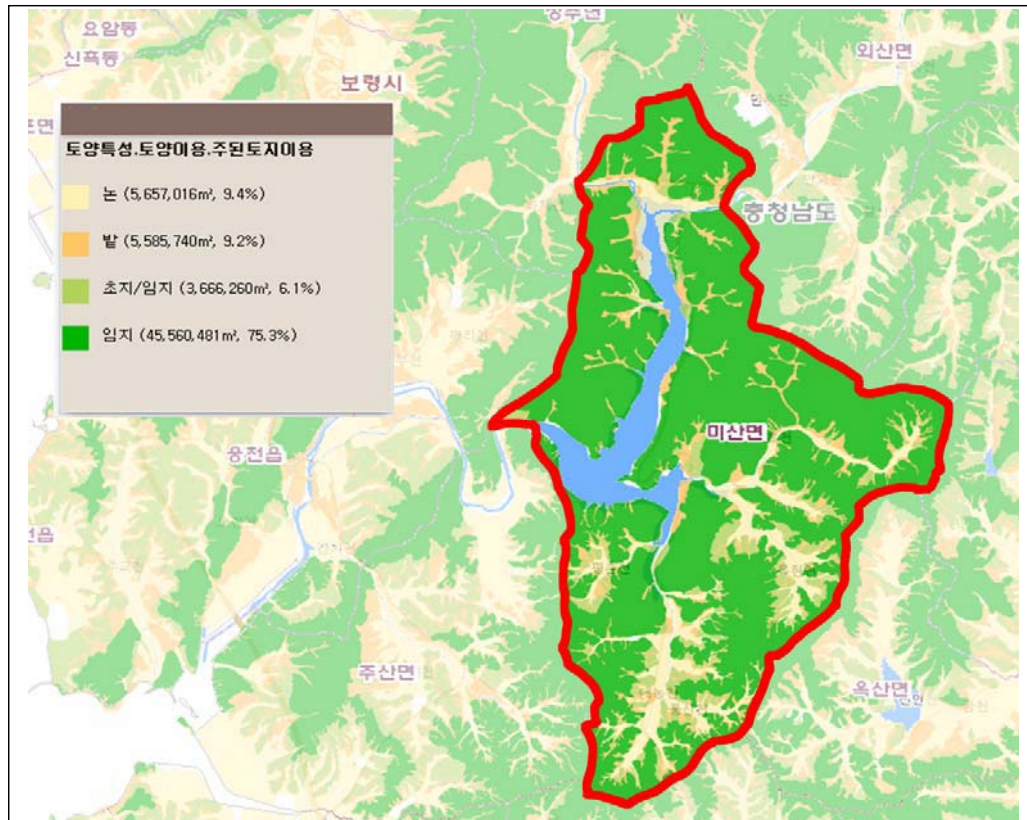 요암동
신흑동
보령시
외산면
토양특성.토양이용.주된토지이용
논 (5,657,016㎡, 9.4%)
밭 (5,585,740㎡, 9.2%)
초지/임지 (3,666,260㎡, 6.1%)
임지 (45,560,481㎡, 75.3%)
충청남도
미산면
웅천읍
주산면
옥산면